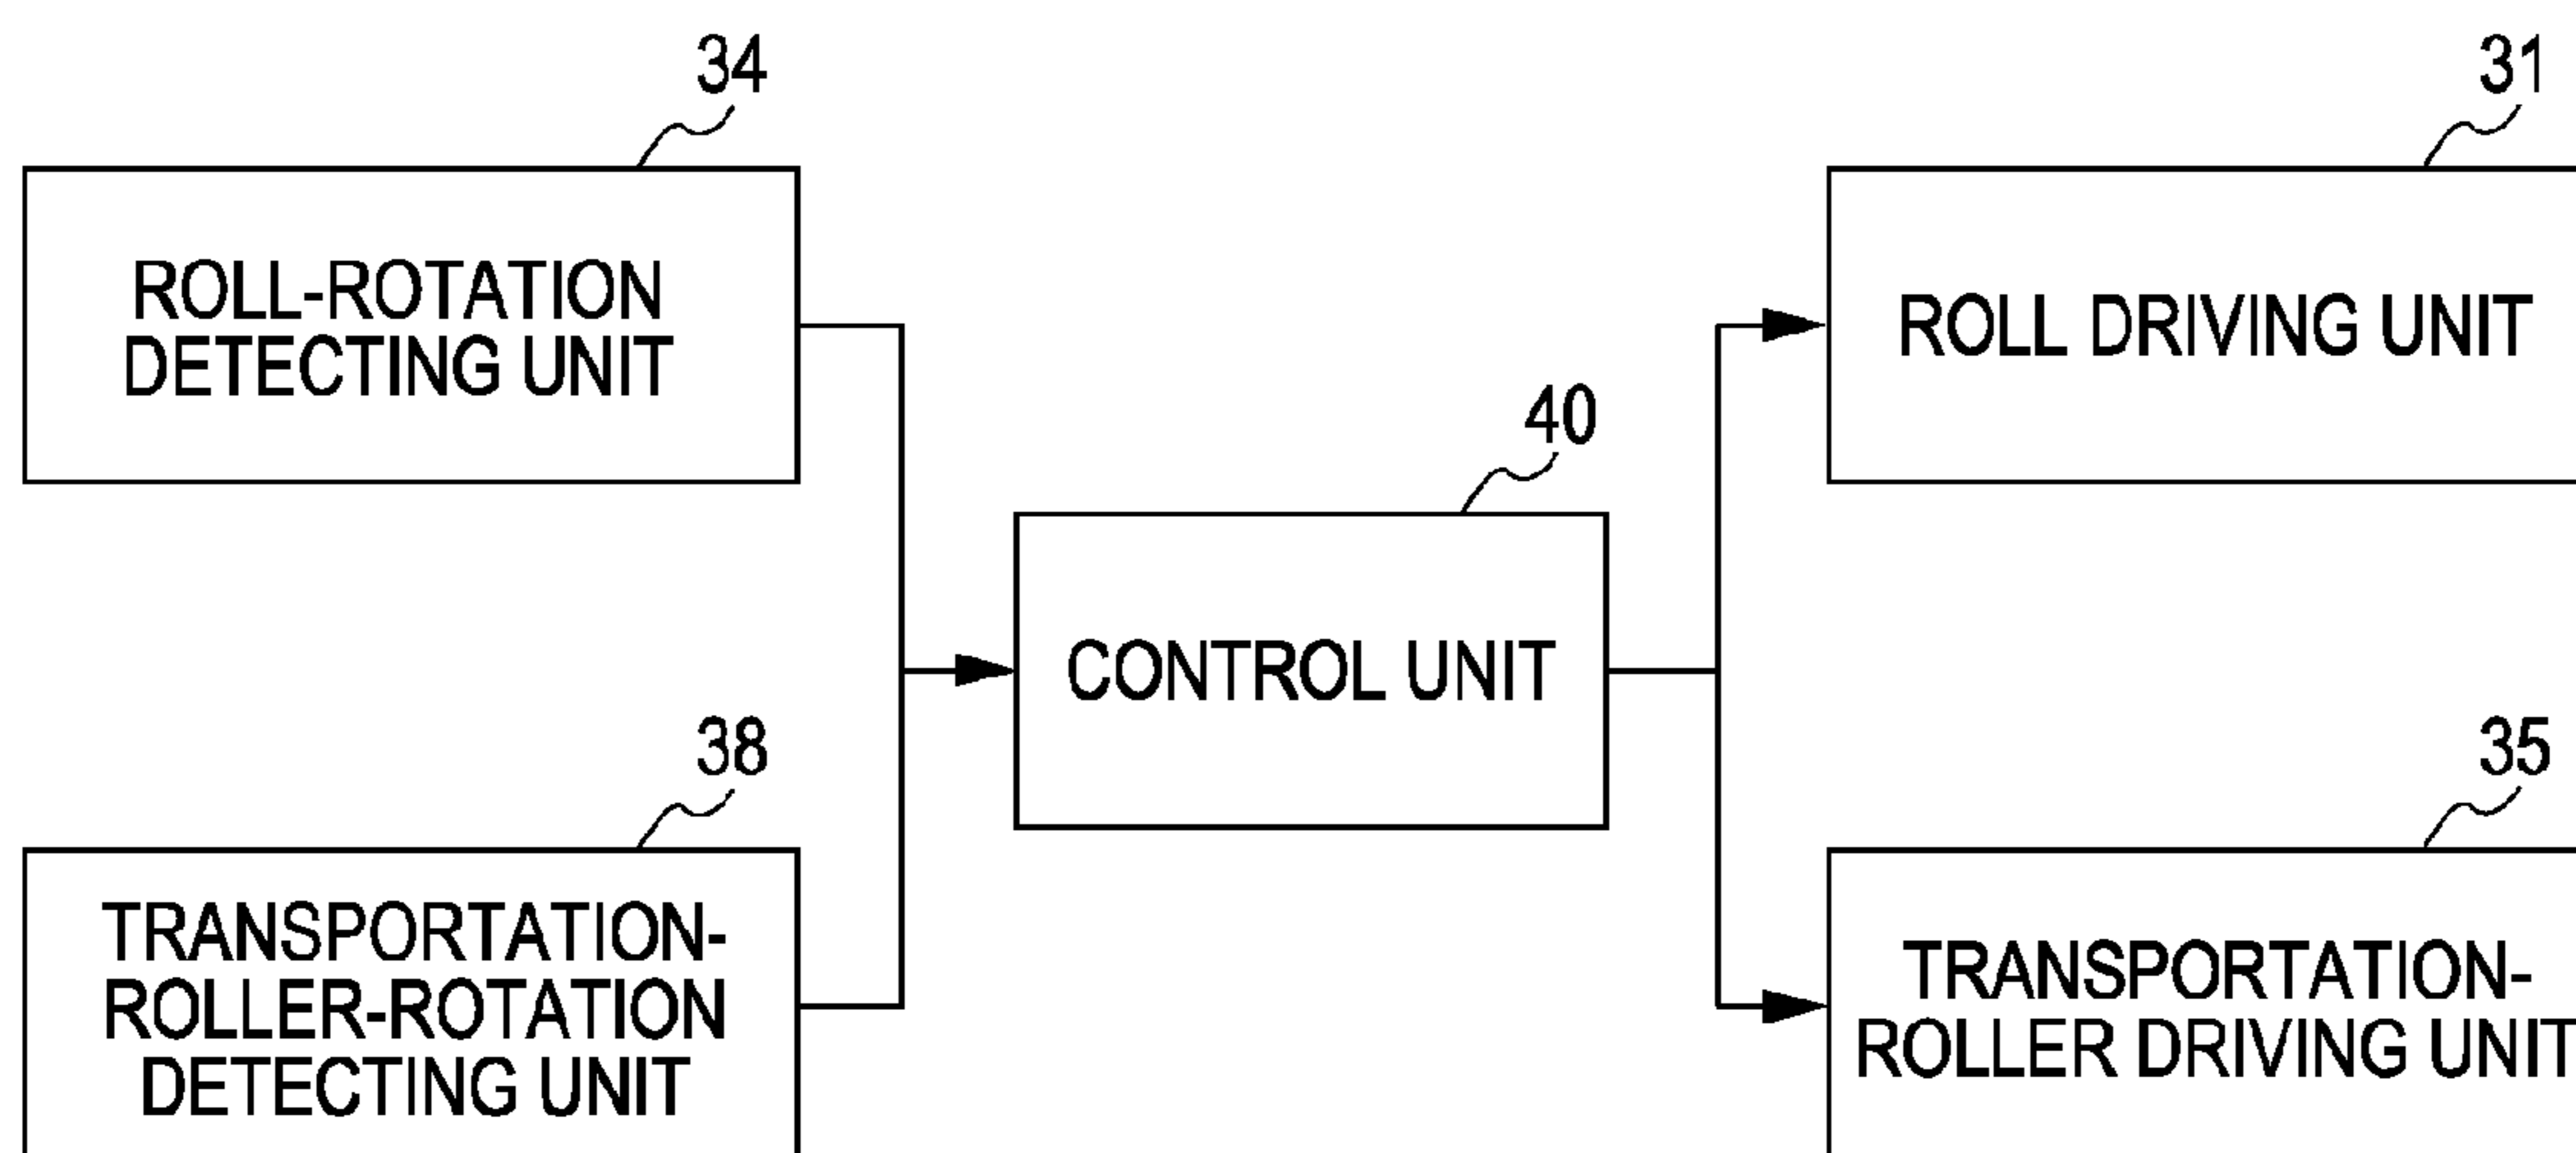 34
ROLL-ROTATION
DETECTING UNIT
38
TRANSPORTATION-
ROLLER-ROTATION
DETECTING UNIT
40
CONTROL UNIT
31
ROLL DRIVING UNIT
35
TRANSPORTATION-
ROLLER DRIVING UNIT